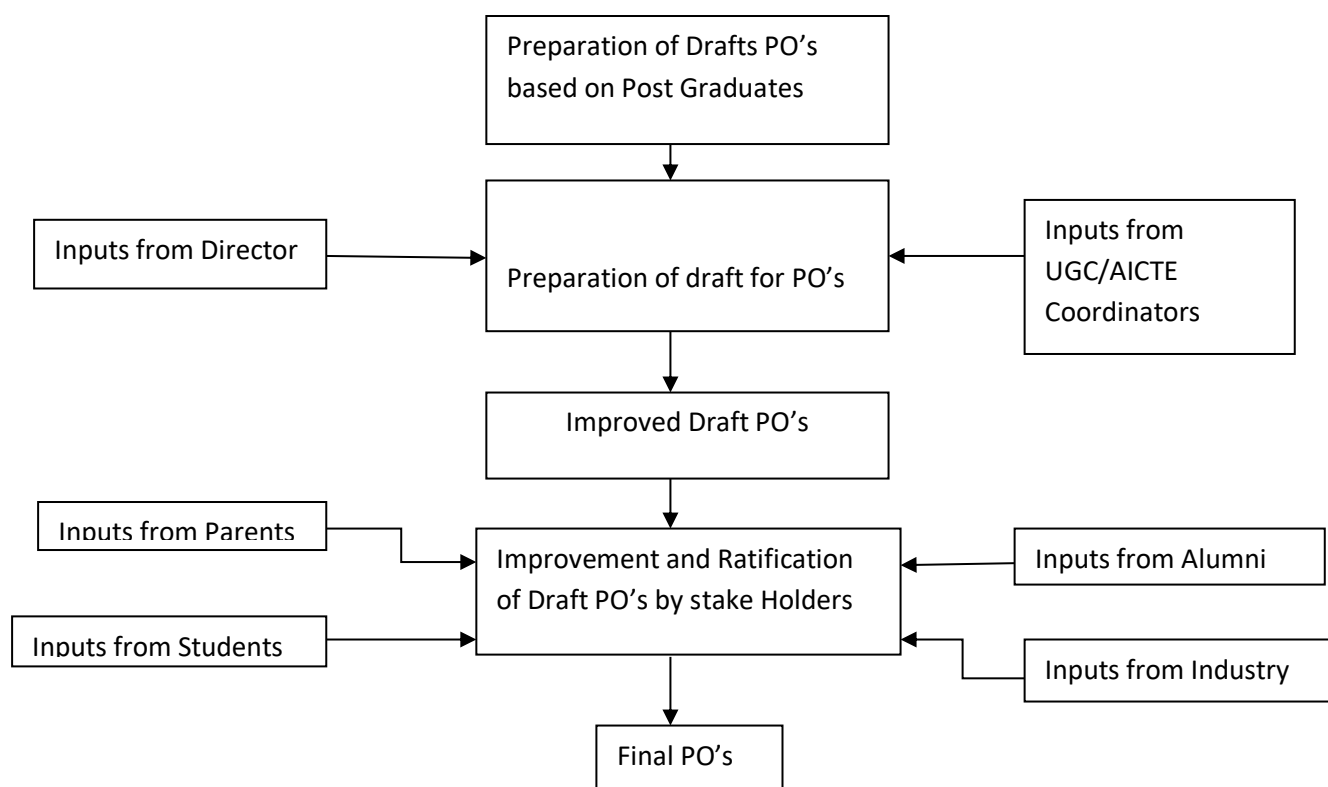 Preparation of Drafts PO’s
based on Post Graduates
Inputs from Director
Preparation of draft for PO’s
Inputs from
UGC/AICTE
Coordinators
Improved Draft PO’s
Inputs from Parents
Improvement and Ratification
of Draft PO’s by stake Holders
Inputs from Alumni
Inputs from Students
Inputs from Industry
Final PO’s